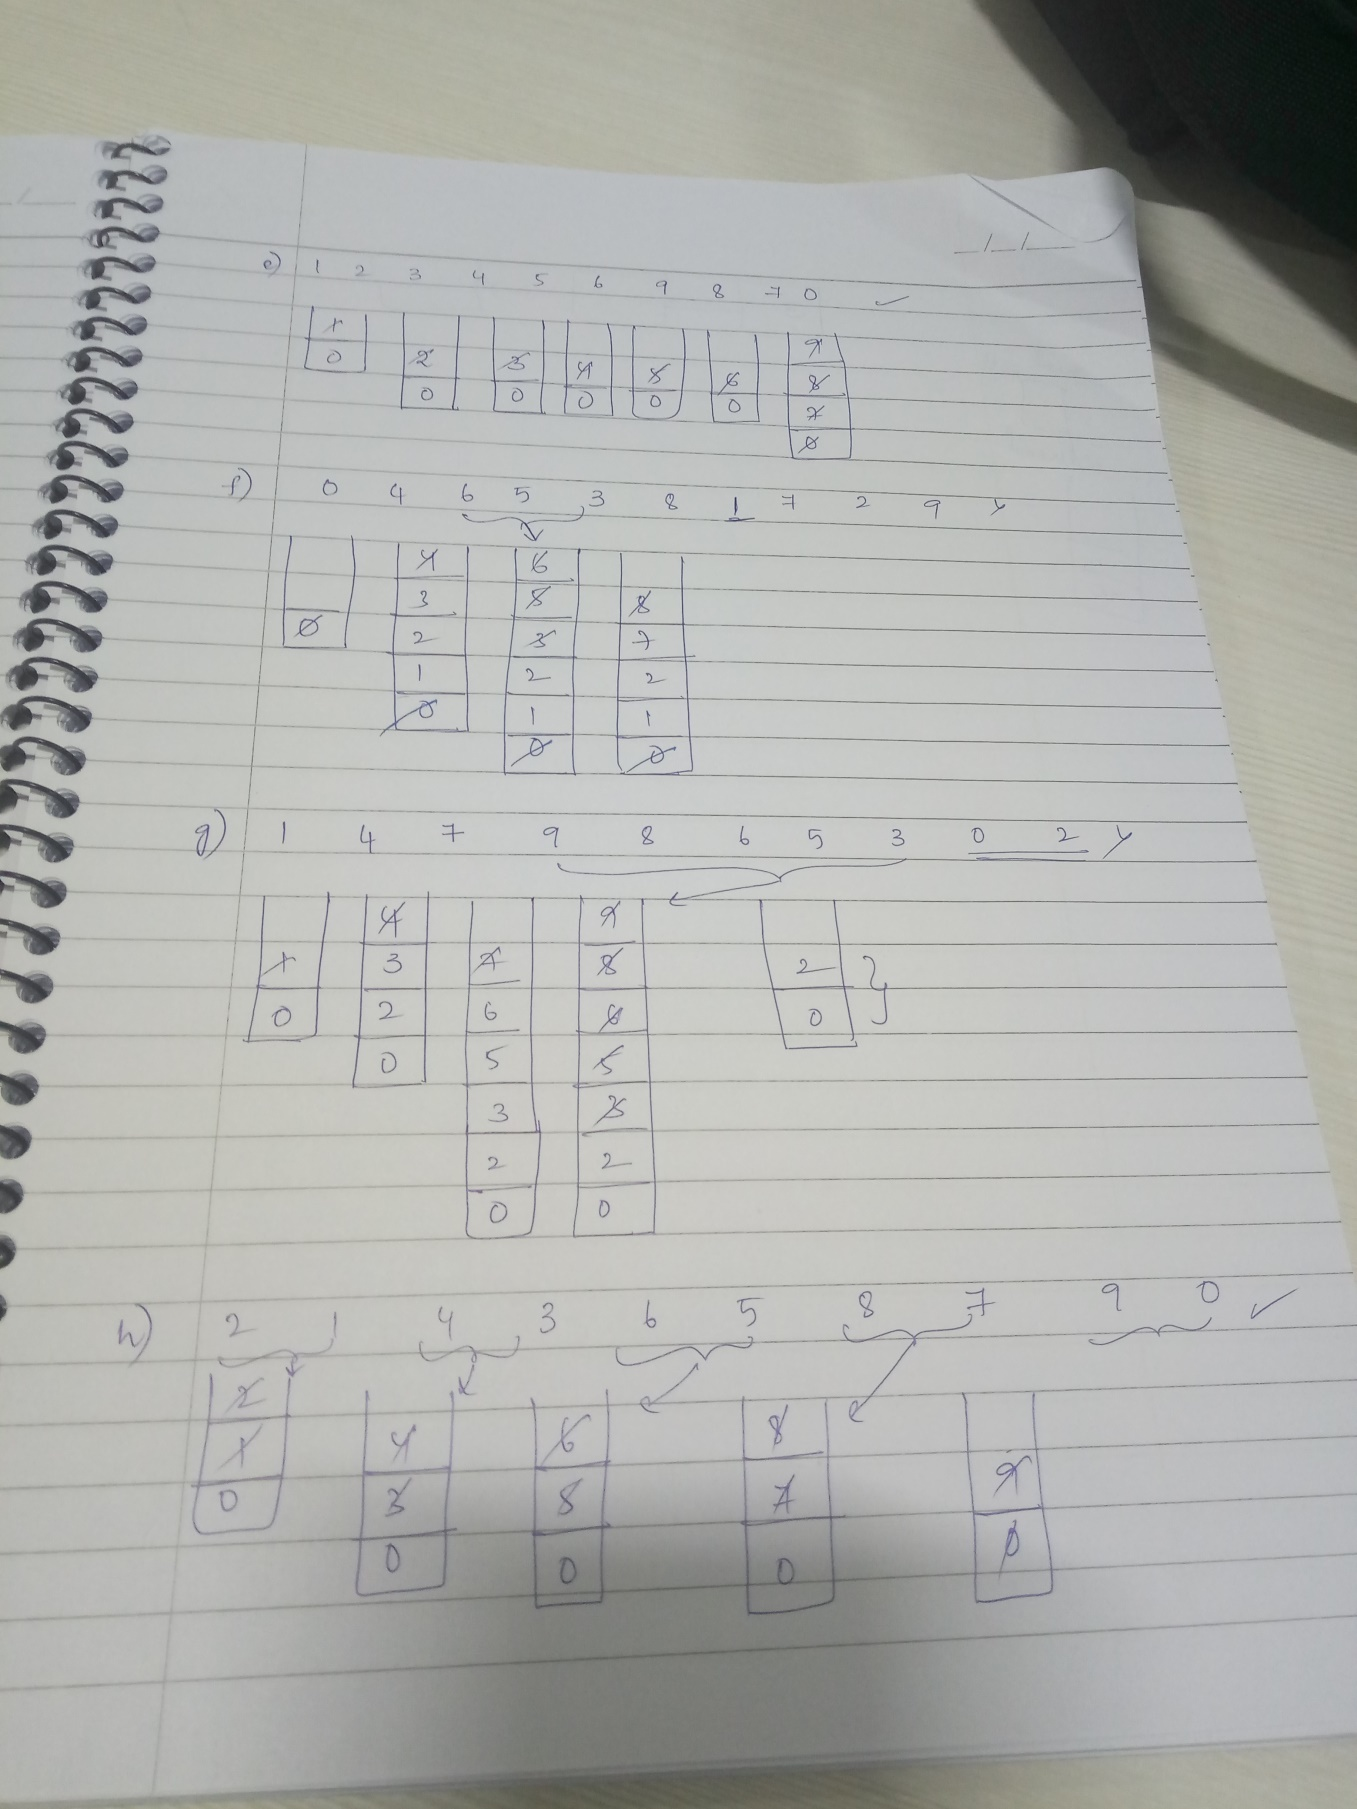 e) 1 2 3 4 5 6 9 8 7 0 ✓
1 9
0 2 3 4 5 6 8
0 0 0 0 0 7
0
f) 0 4 6 5 3 8 1 7 2 9 ×
4 6
3 5 8
0 2 3 7
1 2 2
0 1 1
0 0
g) 1 4 7 9 8 6 5 3 0 2 ×
4 9
1 3 7 8 2
0 2 6 6 0
0 5 5
3 3
2 2
0 0
h) 2 1 4 3 6 5 8 7 9 0 ✓
2
1 4 6 8 9
0 3 5 7 0
0 0 0